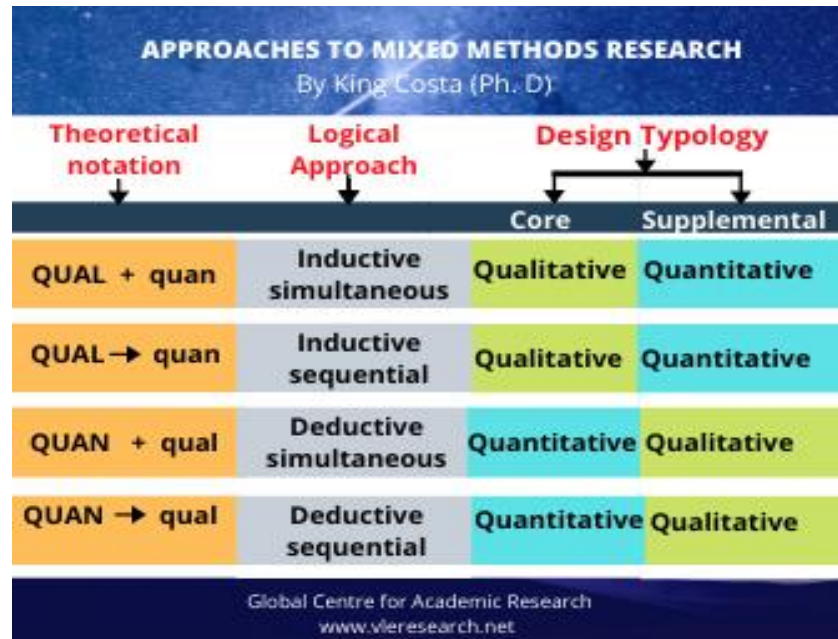 APPROACHES TO MIXED METHODS RESEARCH
By King Costa (Ph. D)
Theoretical notation
Logical Approach
Design Typology
Core Supplemental
QUAL + quan
Inductive simultaneous
Qualitative
Quantitative
QUAL → quan
Inductive sequential
Qualitative
Quantitative
QUAN + qual
Deductive simultaneous
Quantitative
Qualitative
QUAN → qual
Deductive sequential
Quantitative
Qualitative
Global Centre for Academic Research
www.vleresearch.net